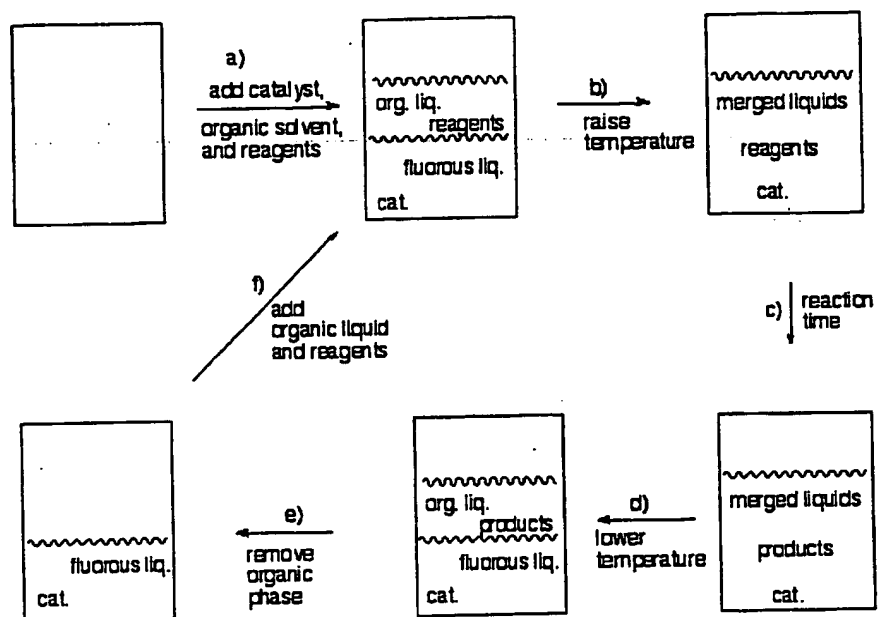 a)
add catalyst,
organic solvent,
and reagents
org. liq.
reagents
fluorous liq.
cat.
b)
raise
temperature
merged liquids
reagents
cat.
c)
reaction
time
merged liquids
products
cat.
d)
lower
temperature
org. liq.
products
fluorous liq.
cat.
e)
remove
organic
phase
fluorous liq.
cat.
f)
add
organic liquid
and reagents